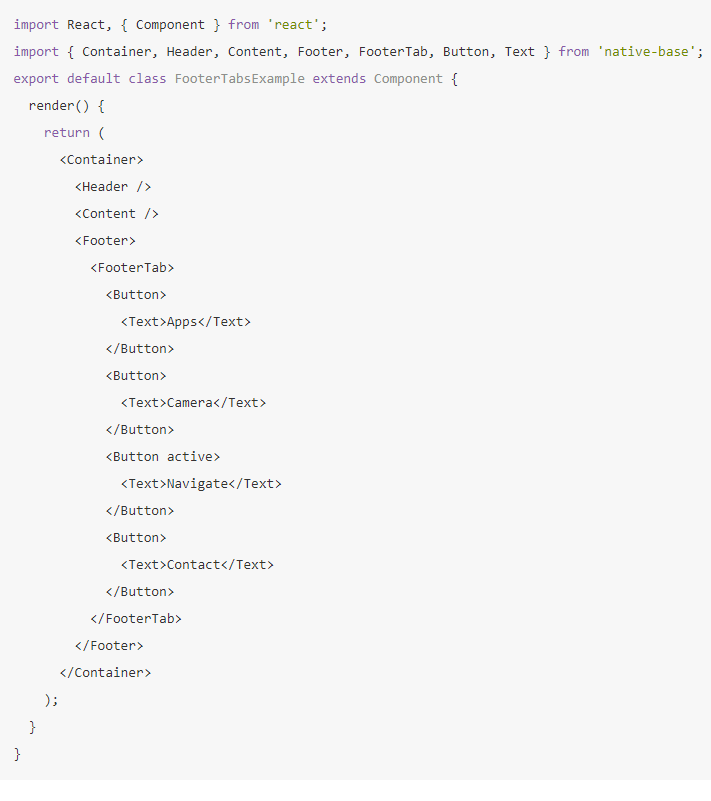 import React, { Component } from 'react';
import { Container, Header, Content, Footer, FooterTab, Button, Text } from 'native-base';
export default class FooterTabsExample extends Component {
  render() {
    return (
      <Container>
        <Header />
        <Content />
        <Footer>
          <FooterTab>
            <Button>
              <Text>Apps</Text>
            </Button>
            <Button>
              <Text>Camera</Text>
            </Button>
            <Button active>
              <Text>Navigate</Text>
            </Button>
            <Button>
              <Text>Contact</Text>
            </Button>
          </FooterTab>
        </Footer>
      </Container>
    );
  }
}